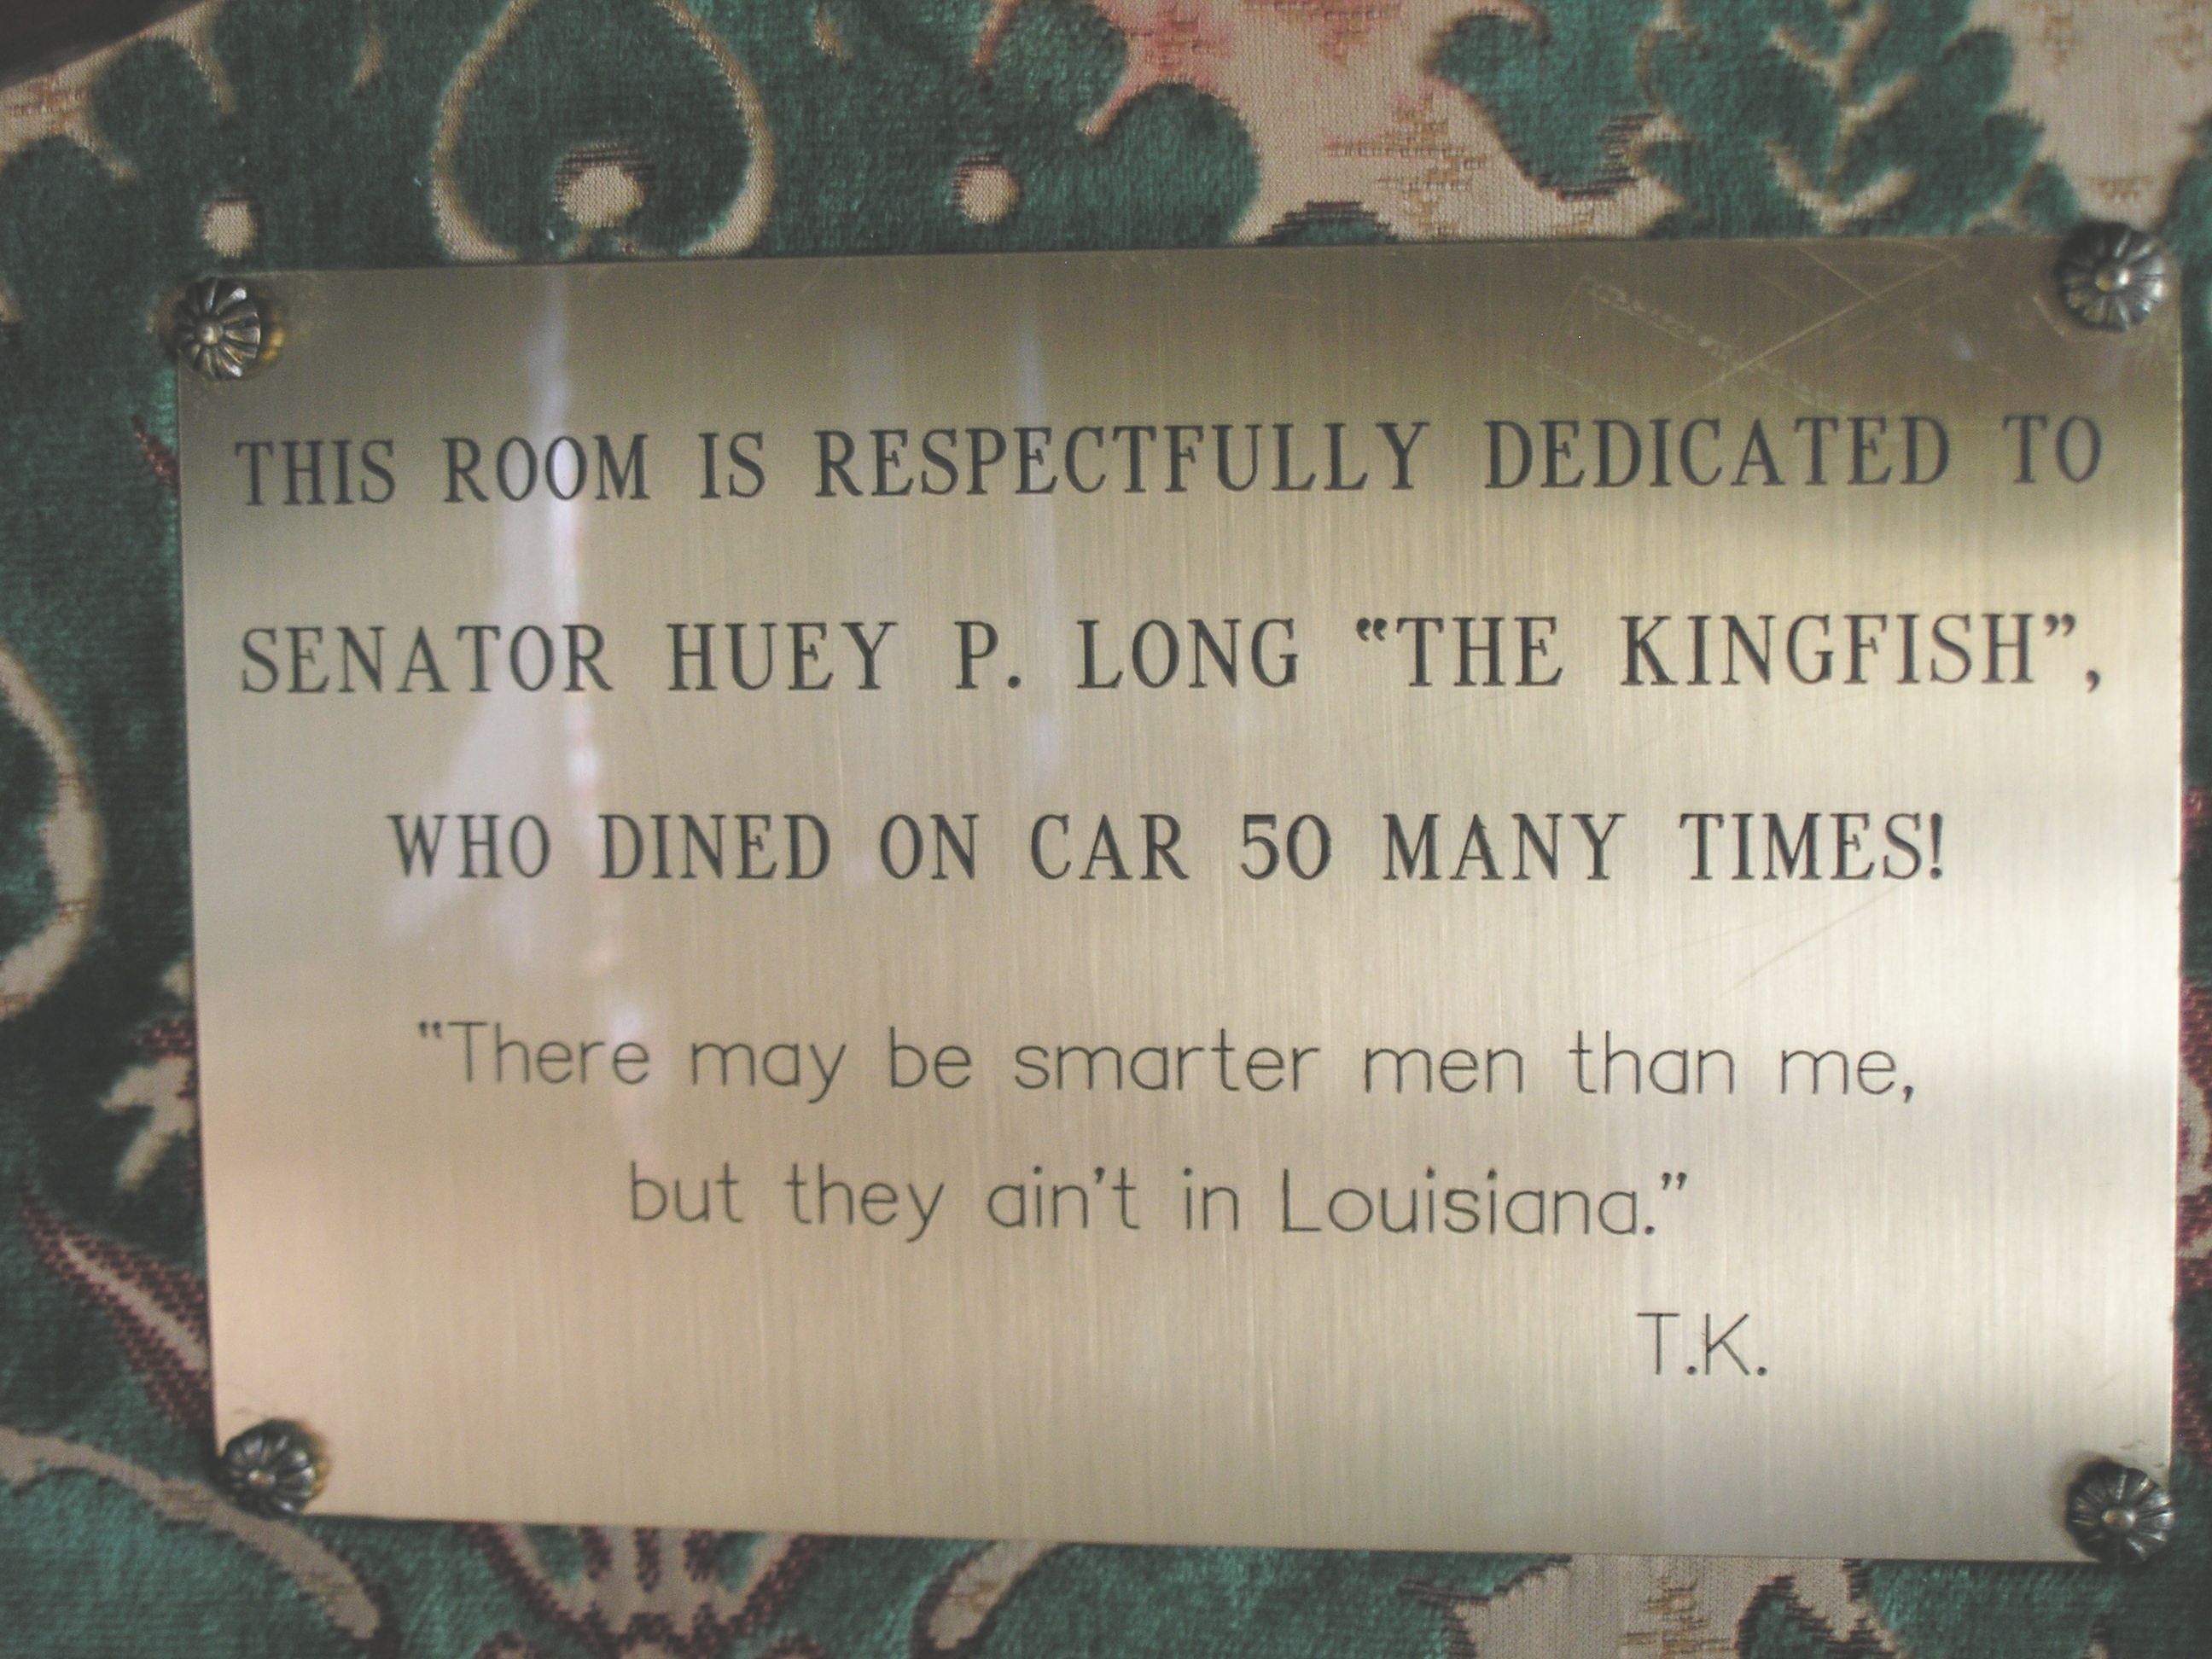 THIS ROOM IS RESPECTFULLY DEDICATED TO
SENATOR HUEY P. LONG “THE KINGFISH”,
WHO DINED ON CAR 50 MANY TIMES!
“There may be smarter men than me,
but they ain't in Louisiana.”
T.K.